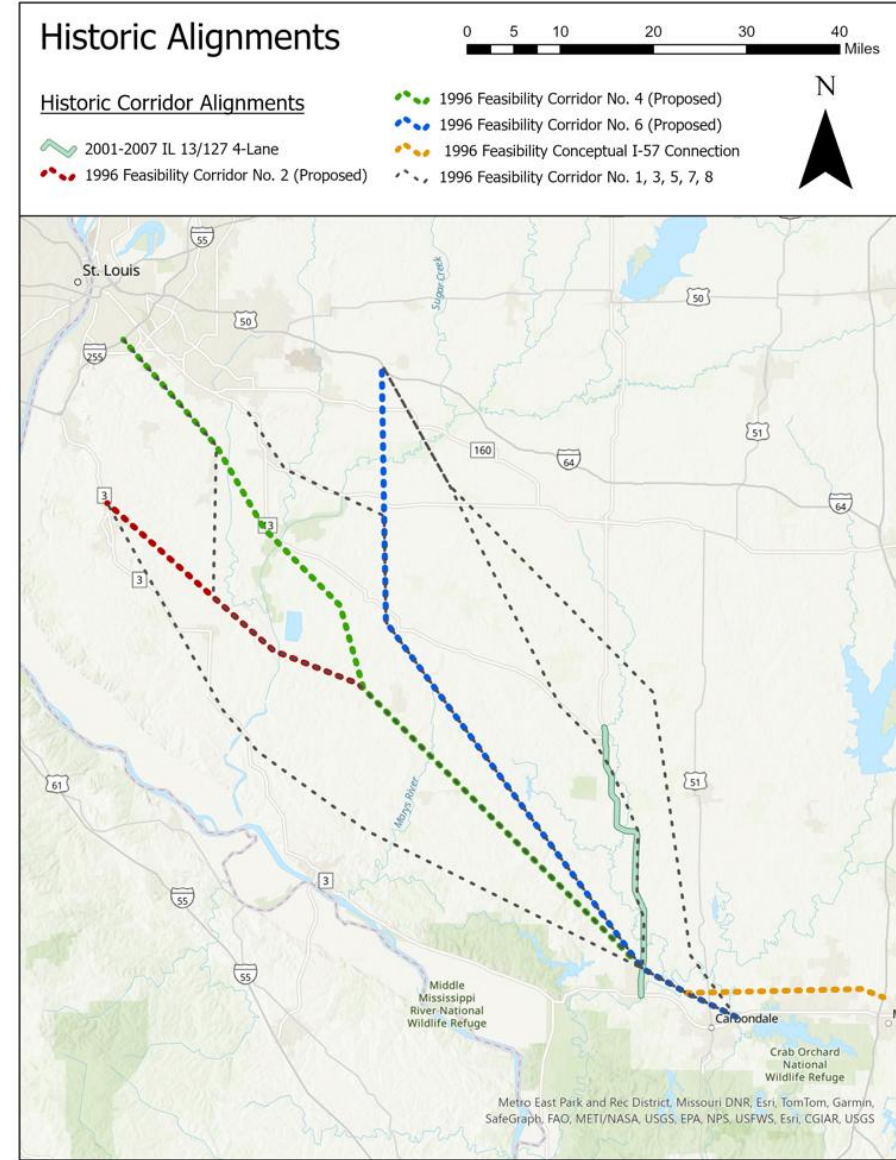 Historic Alignments
0 5 10 20 30 40
Miles
Historic Corridor Alignments
2001-2007 IL 13/127 4-Lane
1996 Feasibility Corridor No. 2 (Proposed)
1996 Feasibility Corridor No. 4 (Proposed)
1996 Feasibility Corridor No. 6 (Proposed)
1996 Feasibility Conceptual I-57 Connection
1996 Feasibility Corridor No. 1, 3, 5, 7, 8
N
55
St. Louis
Sugar Creek
50
50
255
51
160
64
64
3
13
3
61
51
Marys River
3
55
55
Middle
Mississippi
River National
Wildlife Refuge
Carbondale
M
Crab Orchard
National
Wildlife Refuge
Metro East Park and Rec District, Missouri DNR, Esri, TomTom, Garmin,
SafeGraph, FAO, METI/NASA, USGS, EPA, NPS, USFWS, Esri, CGIAR, USGS